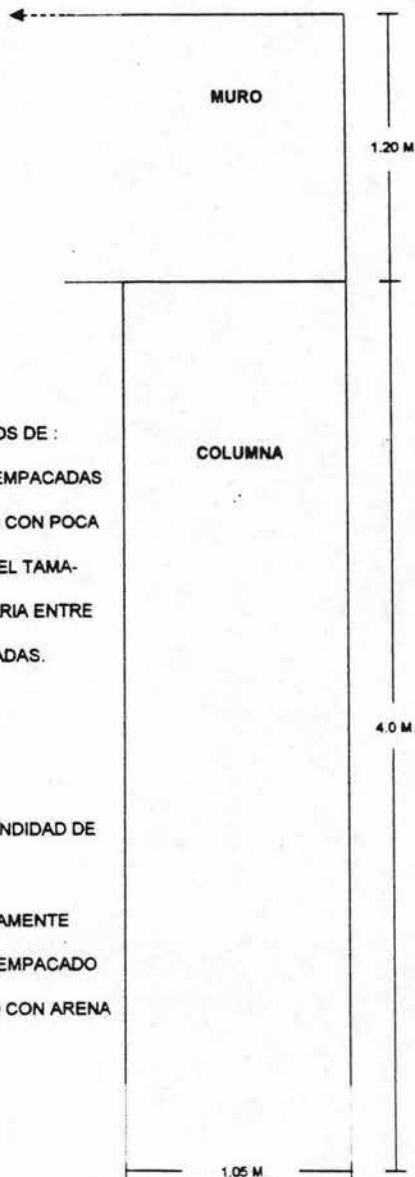 MURO
1.20 M
OS DE :
EMPACADAS
CON POCA
EL TAMA-
ARIA ENTRE
ADAS.
COLUMNA
4.0 M.
NDIDAD DE
AMENTE
EMPACADO
CON ARENA
1.05 M.